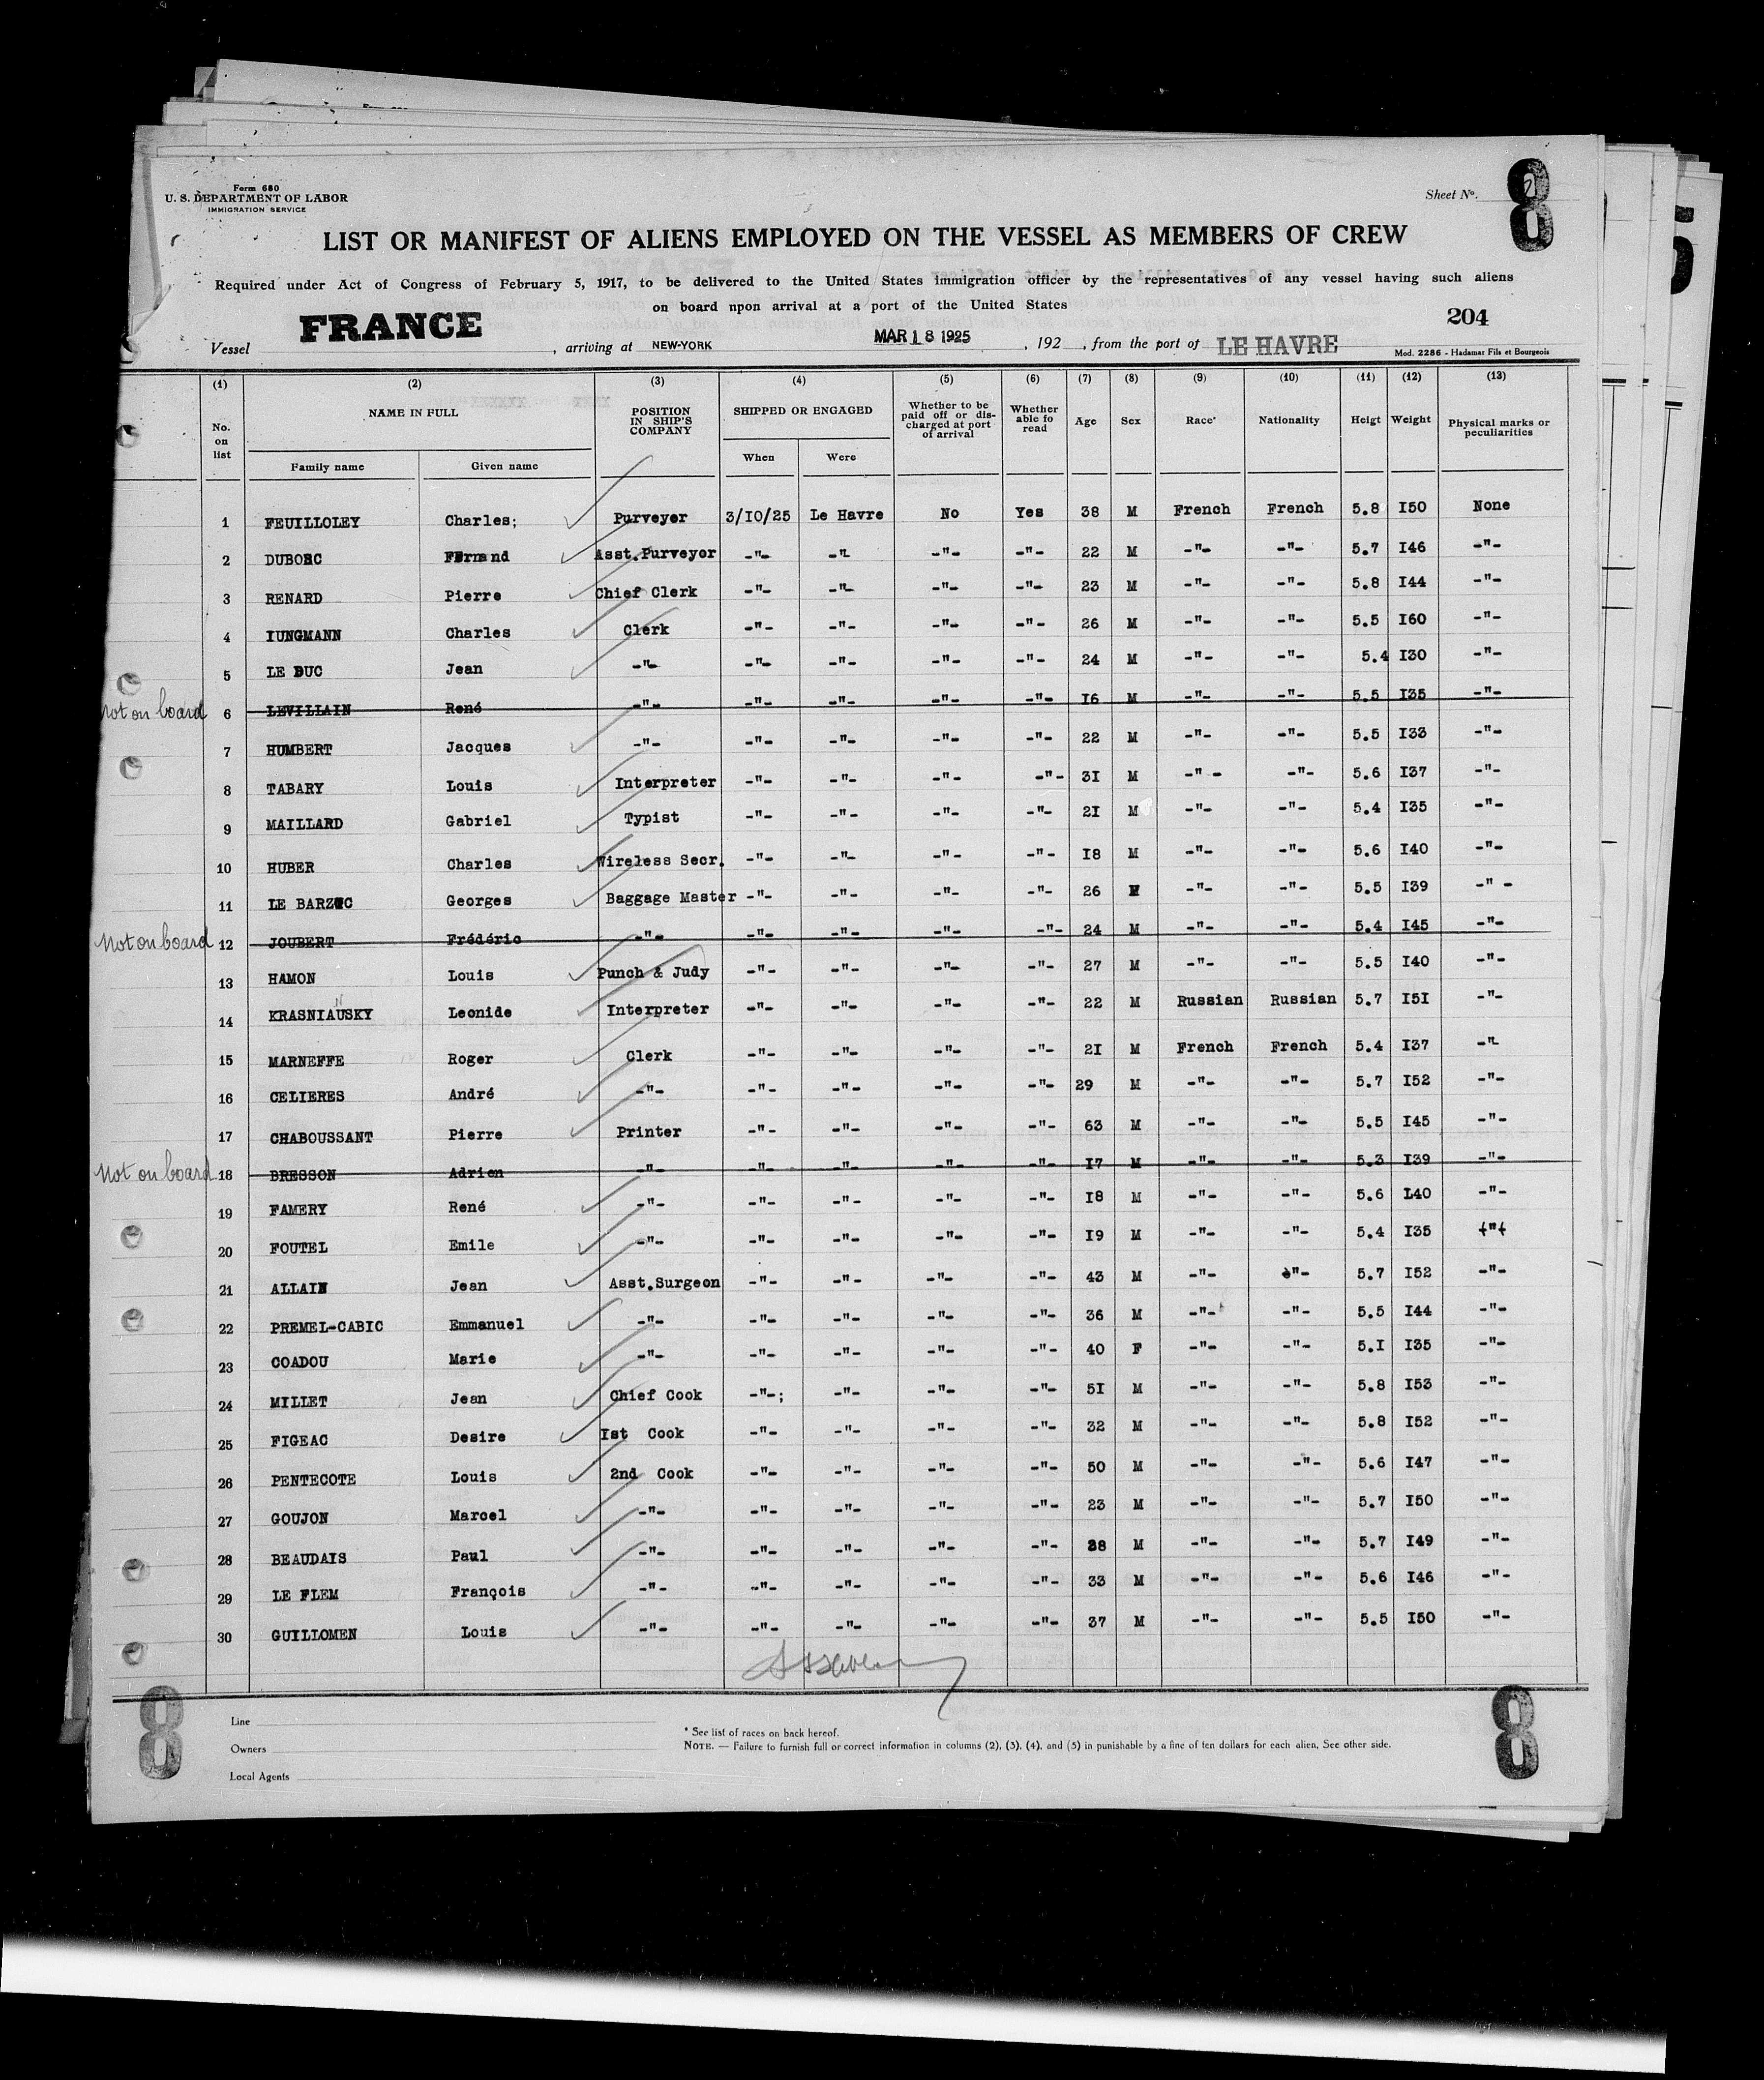 Form 680
U. S. DEPARTMENT OF LABOR
IMMIGRATION SERVICE
Sheet No.
8
LIST OR MANIFEST OF ALIENS EMPLOYED ON THE VESSEL AS MEMBERS OF CREW
Required under Act of Congress of February 5, 1917, to be delivered to the United States immigration officer by the representatives of any vessel having such aliens
on board npon arrival at a port of the United States
204
Vessel FRANCE , arriving at NEW-YORK MAR 18 1925 , 192 , from the port of LE HAVRE
Mod. 2286 - Hadamar Fils et Bourgeois
(1) (2) (3) (4) (5) (6) (7) (8) (9) (10) (11) (12) (13)
No. on list NAME IN FULL Family name Given name POSITION IN SHIP'S COMPANY SHIPPED OR ENGAGED When Were Whether to be paid off or dis-charged at port of arrival Whether able fo read Age Sex Race* Nationality Heigt Weight Physical marks or peculiarities
1 FEUILLOLEY Charles; Purveyor 3/10/25 Le Havre No Yes 38 M French French 5.8 I50 None
2 DUBOSC Fernand Asst.Purveyor -"- -"- -"- -"- 22 M -"- -"- 5.7 I46 -"-
3 RENARD Pierre Chief Clerk -"- -"- -"- -"- 23 M -"- -"- 5.8 I44 -"-
4 IUNGMANN Charles Clerk -"- -"- -"- -"- 26 M -"- -"- 5.5 I60 -"-
5 LE DUC Jean -"- -"- -"- -"- -"- 24 M -"- -"- 5.4 I30 -"-
Not on board 6 LEVILLAIN René -"- -"- -"- -"- -"- I6 M -"- -"- 5.5 I35 -"-
7 HUMBERT Jacques -"- -"- -"- -"- -"- 22 M -"- -"- 5.5 I33 -"-
8 TABARY Louis Interpreter -"- -"- -"- -"- 3I M -"- -"- 5.6 I37 -"-
9 MAILLARD Gabriel Typist -"- -"- -"- -"- 2I M -"- -"- 5.4 I35 -"-
10 HUBER Charles Wireless Secr. -"- -"- -"- -"- I8 M -"- -"- 5.6 I40 -"-
11 LE BARZIC Georges Baggage Master -"- -"- -"- -"- 26 M -"- -"- 5.5 I39 -"-
Not on board 12 JOUBERT Frédéric -"- -"- -"- -"- -"- 24 M -"- -"- 5.4 I45 -"-
13 HAMON Louis Punch & Judy -"- -"- -"- -"- 27 M -"- -"- 5.5 I40 -"-
14 KRASNIAUSKY Leonide Interpreter -"- -"- -"- -"- 22 M Russian Russian 5.7 I5I -"-
15 MARNEFFE Roger Clerk -"- -"- -"- -"- 2I M French French 5.4 I37 -"-
16 CELIERES André -"- -"- -"- -"- -"- 29 M -"- -"- 5.7 I52 -"-
17 CHABOUSSANT Pierre Printer -"- -"- -"- -"- 63 M -"- -"- 5.5 I45 -"-
Not on board 18 BRESSON Adrien -"- -"- -"- -"- -"- I7 M -"- -"- 5.3 I39 -"-
19 FAMERY René -"- -"- -"- -"- -"- I8 M -"- -"- 5.6 I40 -"-
20 FOUTEL Emile -"- -"- -"- -"- -"- I9 M -"- -"- 5.4 I35 -"-
21 ALLAIN Jean Asst.Surgeon -"- -"- -"- -"- 43 M -"- -"- 5.7 I52 -"-
22 PREMEL-CABIC Emmanuel -"- -"- -"- -"- -"- 36 M -"- -"- 5.5 I44 -"-
23 COADOU Marie -"- -"- -"- -"- -"- 40 F -"- -"- 5.I I35 -"-
24 MILLET Jean Chief Cook -"-; -"- -"- -"- 5I M -"- -"- 5.8 I53 -"-
25 FIGEAC Desire Ist Cook -"- -"- -"- -"- 32 M -"- -"- 5.8 I52 -"-
26 PENTECOTE Louis 2nd Cook -"- -"- -"- -"- 50 M -"- -"- 5.6 I47 -"-
27 GOUJON Marcel -"- -"- -"- -"- -"- 23 M -"- -"- 5.7 I50 -"-
28 BEAUDAIS Paul -"- -"- -"- -"- -"- 38 M -"- -"- 5.7 I49 -"-
29 LE FLEM François -"- -"- -"- -"- -"- 33 M -"- -"- 5.6 I46 -"-
30 GUILLOMEN Louis -"- -"- -"- -"- -"- 37 M -"- -"- 5.5 I50 -"-
8 8
Line
Owners
Local Agents
* See list of races on back hereof.
NOTE. — Failure to furnish full or correct information in columns (2), (3), (4), and (5) in punishable by a fine of ten dollars for each alien, See other side.